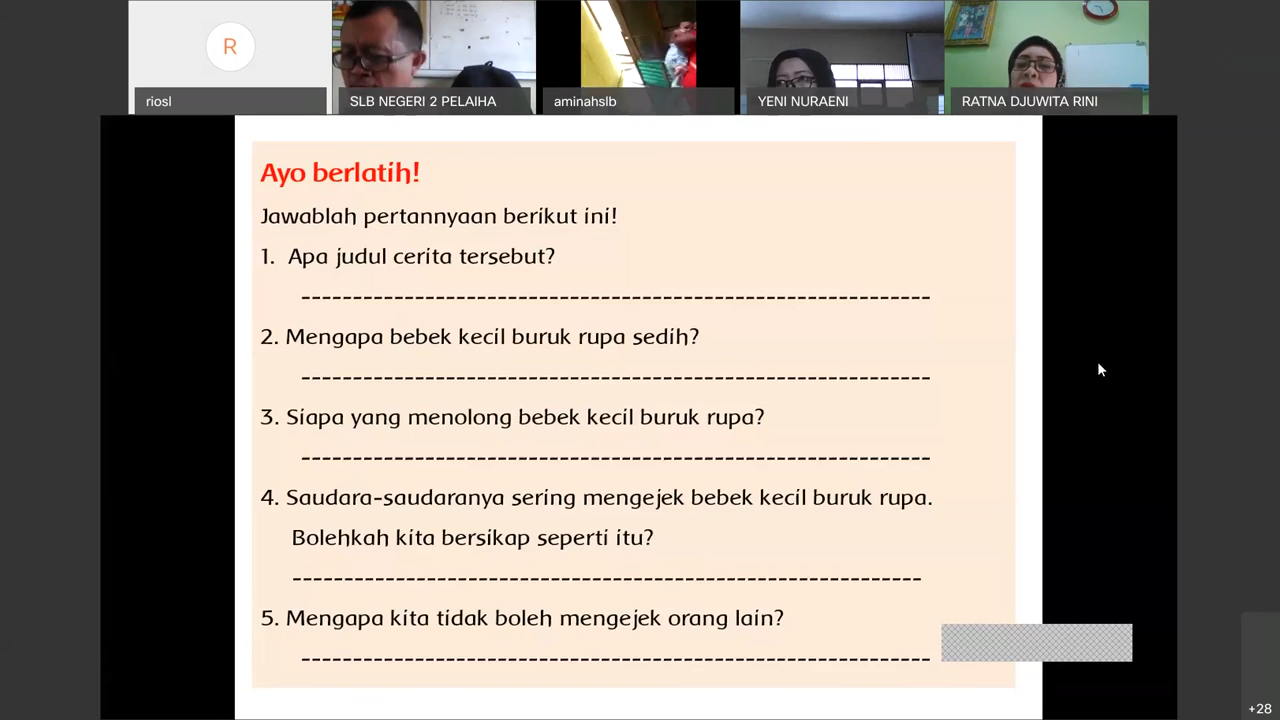 R
riosl
SLB NEGERI 2 PELAIHA
aminahslb
YENI NURAENI
RATNA DJUWITA RINI
Ayo berlatih!
Jawablah pertannyaan berikut ini!
1. Apa judul cerita tersebut?
2. Mengapa bebek kecil buruk rupa sedih?
3. Siapa yang menolong bebek kecil buruk rupa?
4. Saudara-saudaranya sering mengejek bebek kecil buruk rupa.
Bolehkah kita bersikap seperti itu?
5. Mengapa kita tidak boleh mengejek orang lain?
+28